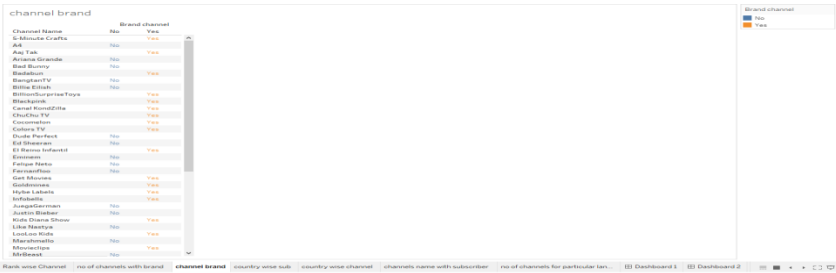 channel brand
Brand channel
Channel Name No Yes
5-Minute Crafts Yes
A4 No
Aaj Tak Yes
Ariana Grande No
Bad Bunny No
Badabun Yes
BangtanTV No
Billie Eilish No
BillionSurpriseToys Yes
Blackpink Yes
Canal KondZilla Yes
ChuChu TV Yes
Cocomelon Yes
Colors TV Yes
Dude Perfect No
Ed Sheeran No
El Reino Infantil Yes
Eminem No
Felipe Neto No
Fernanfloo No
Get Movies Yes
Goldmines Yes
Hybe Labels Yes
Infobells Yes
JuegaGerman No
Justin Bieber No
Kids Diana Show Yes
Like Nastya No
LooLoo Kids Yes
Marshmello No
Movieclips Yes
MrBeast No
Brand channel
No
Yes
Rank wise Channel no of channels with brand channel brand country wise sub country wise channel channels name with subscriber no of channels for particular lan... Dashboard 1 Dashboard 2